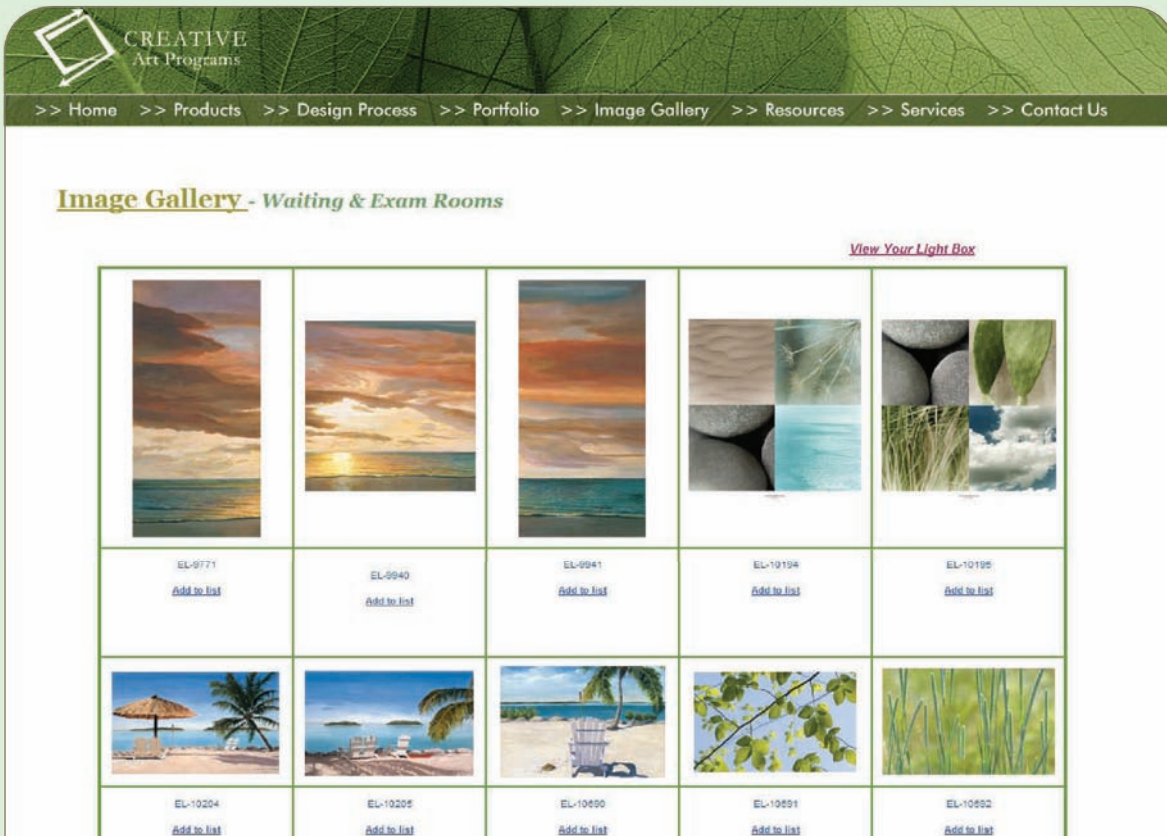 CREATIVE
Art Programs
>> Home >> Products >> Design Process >> Portfolio >> Image Gallery >> Resources >> Services >> Contact Us
Image Gallery - Waiting & Exam Rooms
View Your Light Box
EL-9771 EL-9940 EL-9941 EL-10194 EL-10195
Add to list Add to list Add to list Add to list Add to list
EL-10204 EL-10205 EL-10690 EL-10691 EL-10692
Add to list Add to list Add to list Add to list Add to list